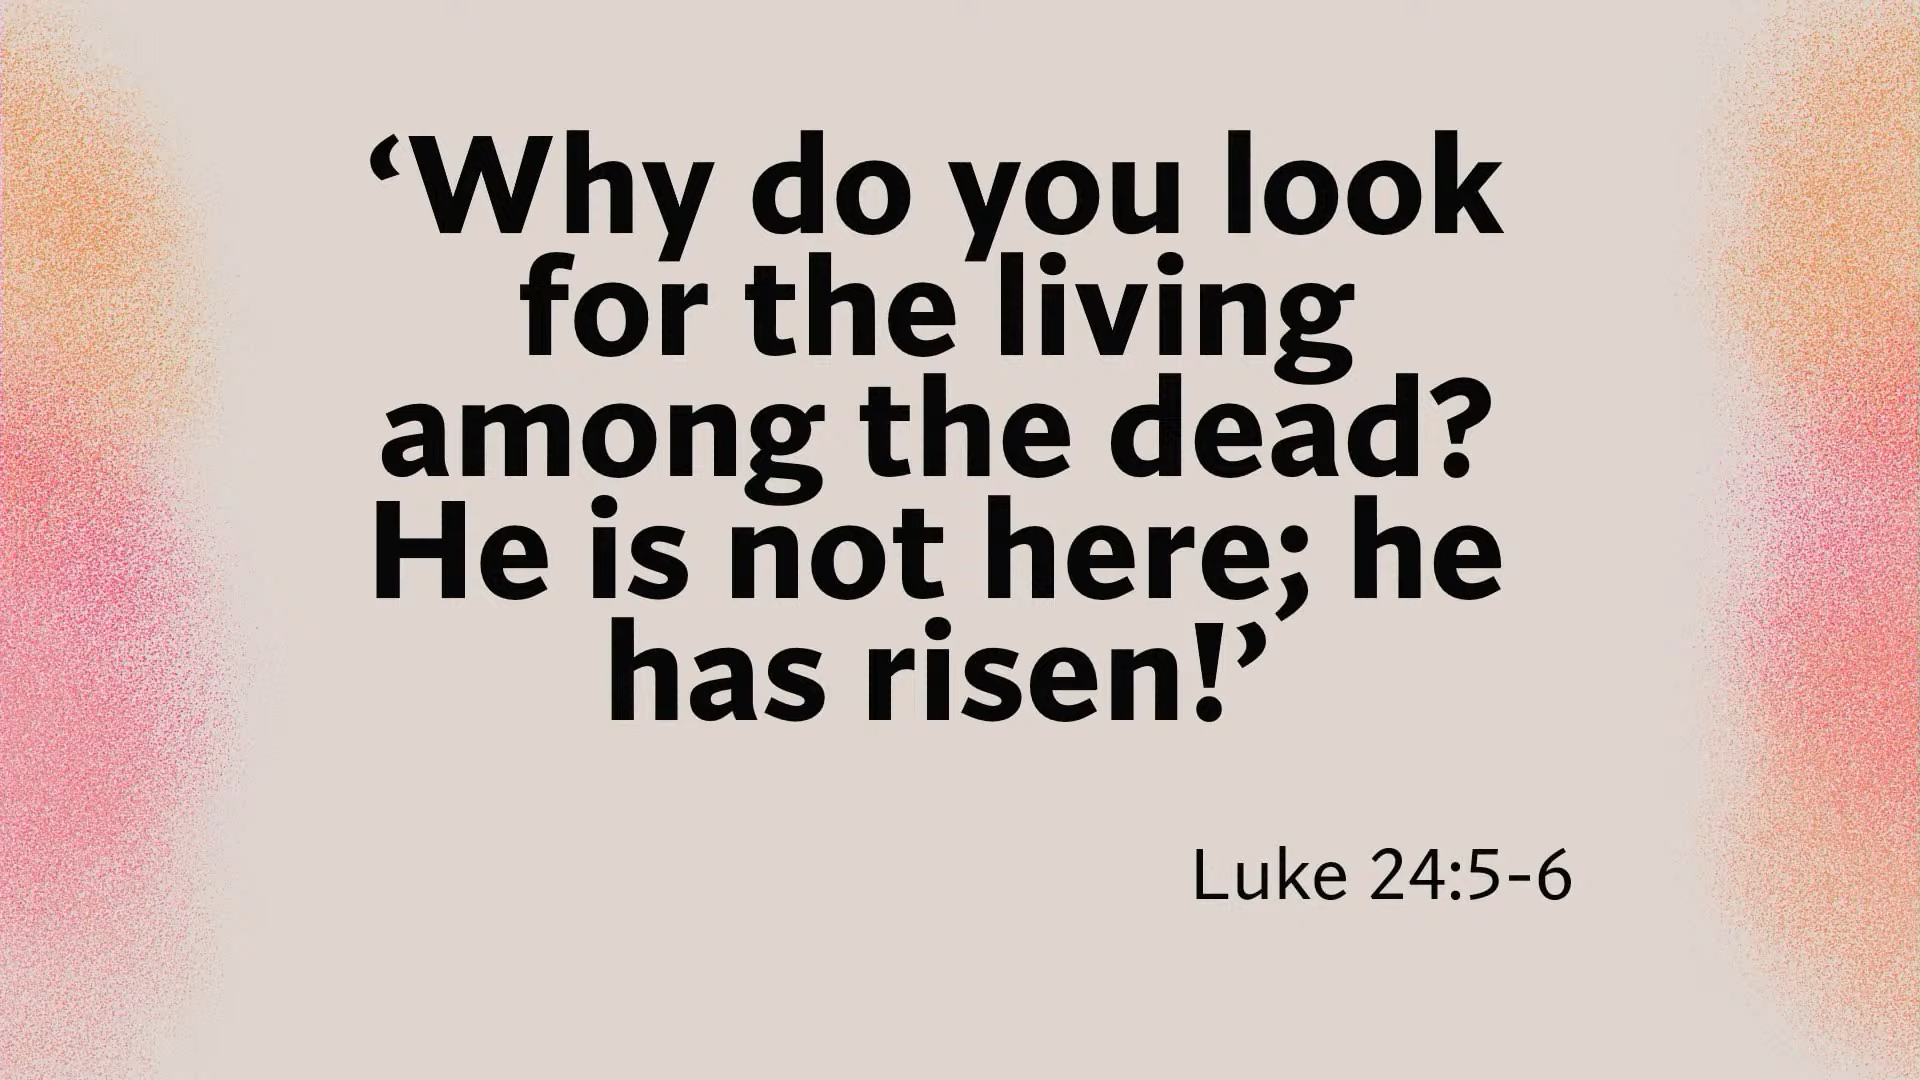 ‘Why do you look
for the living
among the dead?
He is not here; he
has risen!’
Luke 24:5-6